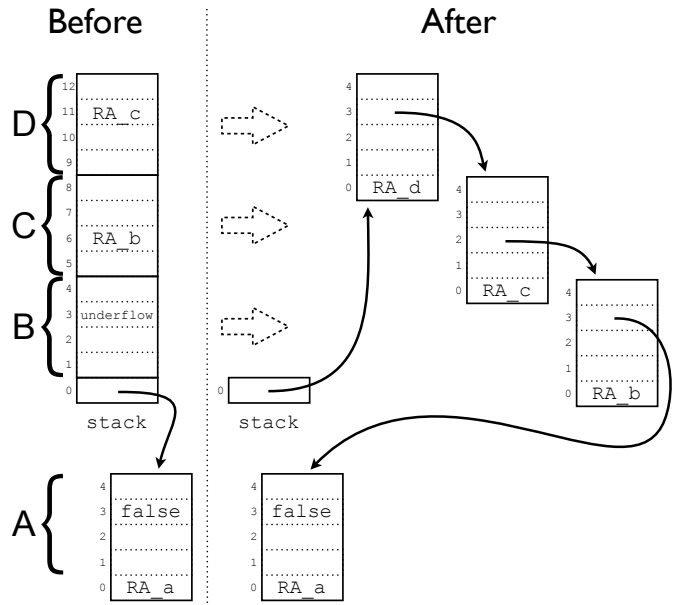 Before
After
D
12
11 RA_c
10
9
C
8
7
6 RA_b
5
B
4
3 underflow
2
1
0
stack
4
3
2
1
0 RA_d
4
3
2
1
0 RA_c
4
3
2
1
0 RA_b
0
stack
A
4
3 false
2
1
0 RA_a
4
3 false
2
1
0 RA_a